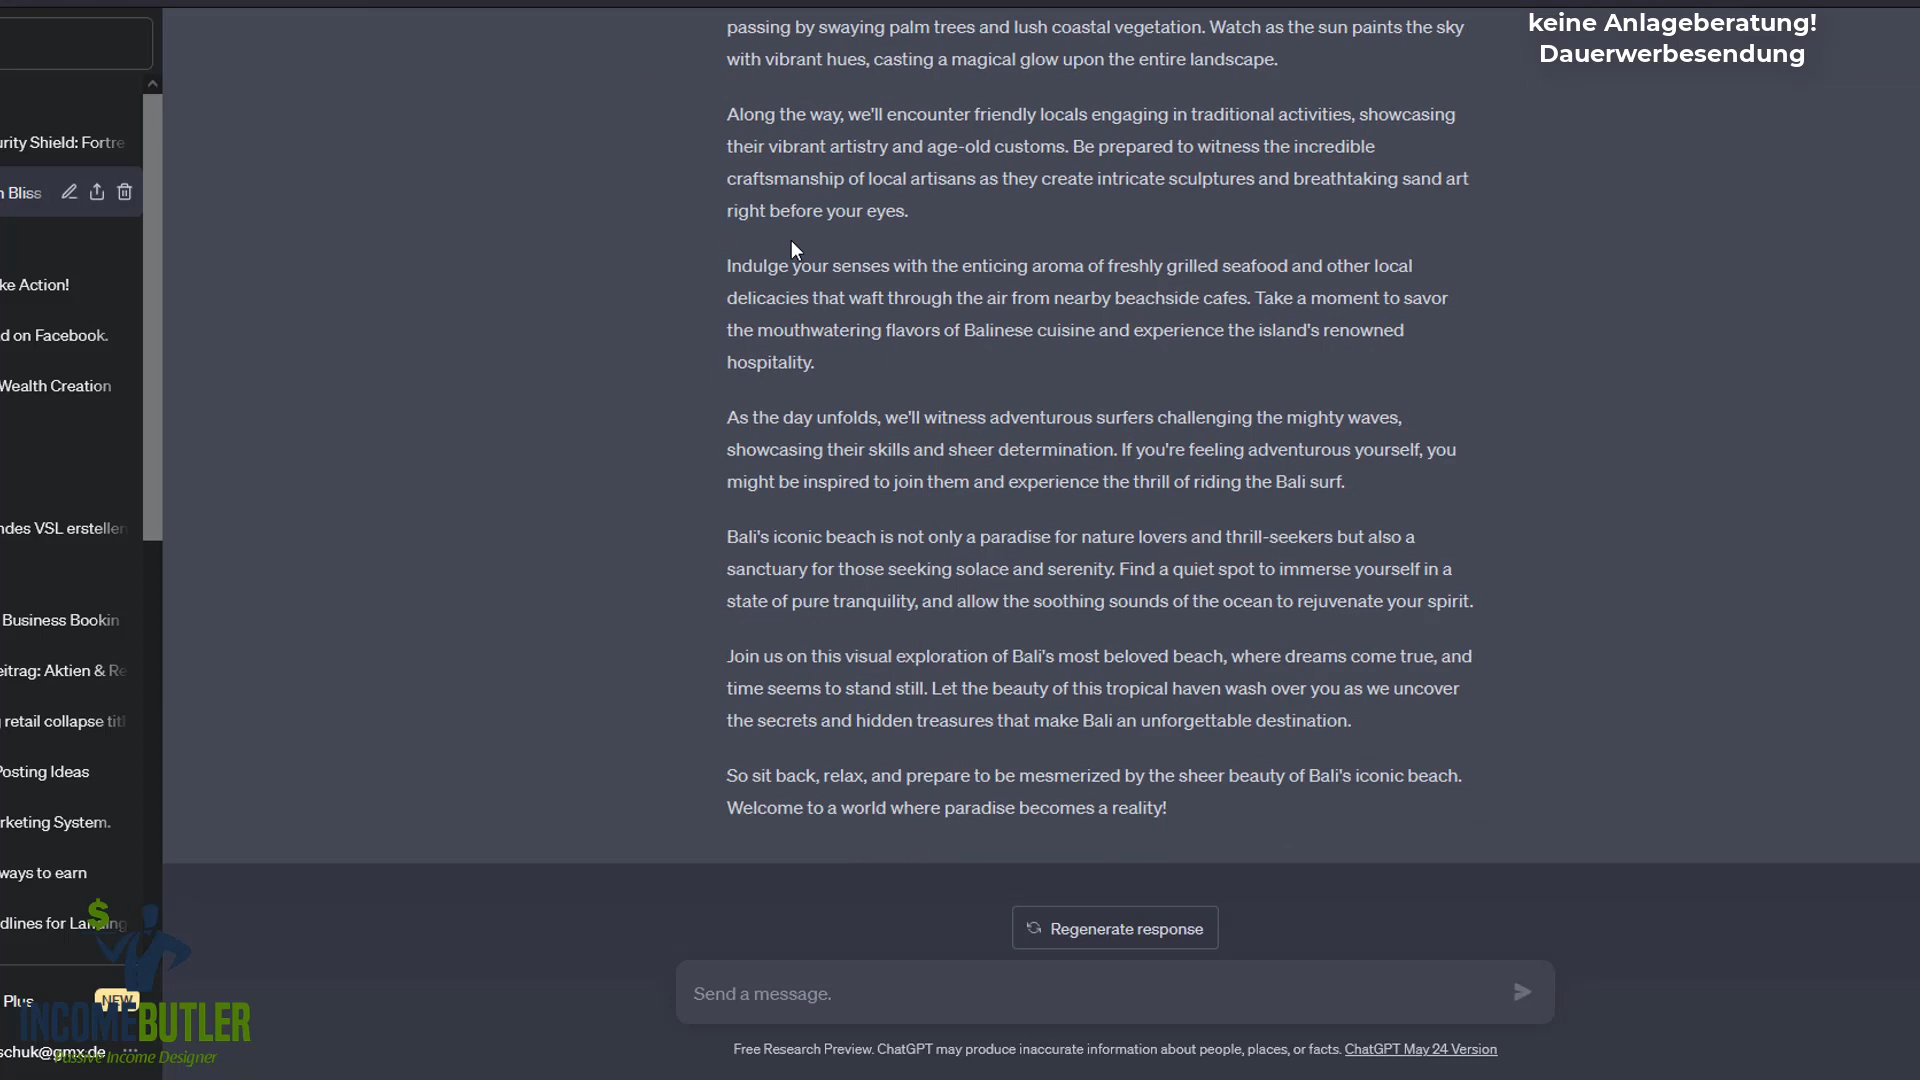 keine Anlageberatung!
Dauerwerbesendung
passing by swaying palm trees and lush coastal vegetation. Watch as the sun paints the sky
with vibrant hues, casting a magical glow upon the entire landscape.
Along the way, we'll encounter friendly locals engaging in traditional activities, showcasing
their vibrant artistry and age-old customs. Be prepared to witness the incredible
craftsmanship of local artisans as they create intricate sculptures and breathtaking sand art
right before your eyes.
Indulge your senses with the enticing aroma of freshly grilled seafood and other local
delicacies that waft through the air from nearby beachside cafes. Take a moment to savor
the mouthwatering flavors of Balinese cuisine and experience the island's renowned
hospitality.
As the day unfolds, we'll witness adventurous surfers challenging the mighty waves,
showcasing their skills and sheer determination. If you're feeling adventurous yourself, you
might be inspired to join them and experience the thrill of riding the Bali surf.
Bali's iconic beach is not only a paradise for nature lovers and thrill-seekers but also a
sanctuary for those seeking solace and serenity. Find a quiet spot to immerse yourself in a
state of pure tranquility, and allow the soothing sounds of the ocean to rejuvenate your spirit.
Join us on this visual exploration of Bali's most beloved beach, where dreams come true, and
time seems to stand still. Let the beauty of this tropical haven wash over you as we uncover
the secrets and hidden treasures that make Bali an unforgettable destination.
So sit back, relax, and prepare to be mesmerized by the sheer beauty of Bali's iconic beach.
Welcome to a world where paradise becomes a reality!
Regenerate response
Send a message.
Free Research Preview. ChatGPT may produce inaccurate information about people, places, or facts. ChatGPT May 24 Version
urity Shield: Fortre
n Bliss
ke Action!
d on Facebook.
Wealth Creation
ndes VSL erstellen
Business Bookin
eitrag: Aktien & Re
retail collapse tit
Posting Ideas
rketing System.
ways to earn
dlines for Landing
Plus
NEW
INCOMEBUTLER
schuk@gmx.de
Passive Income Designer